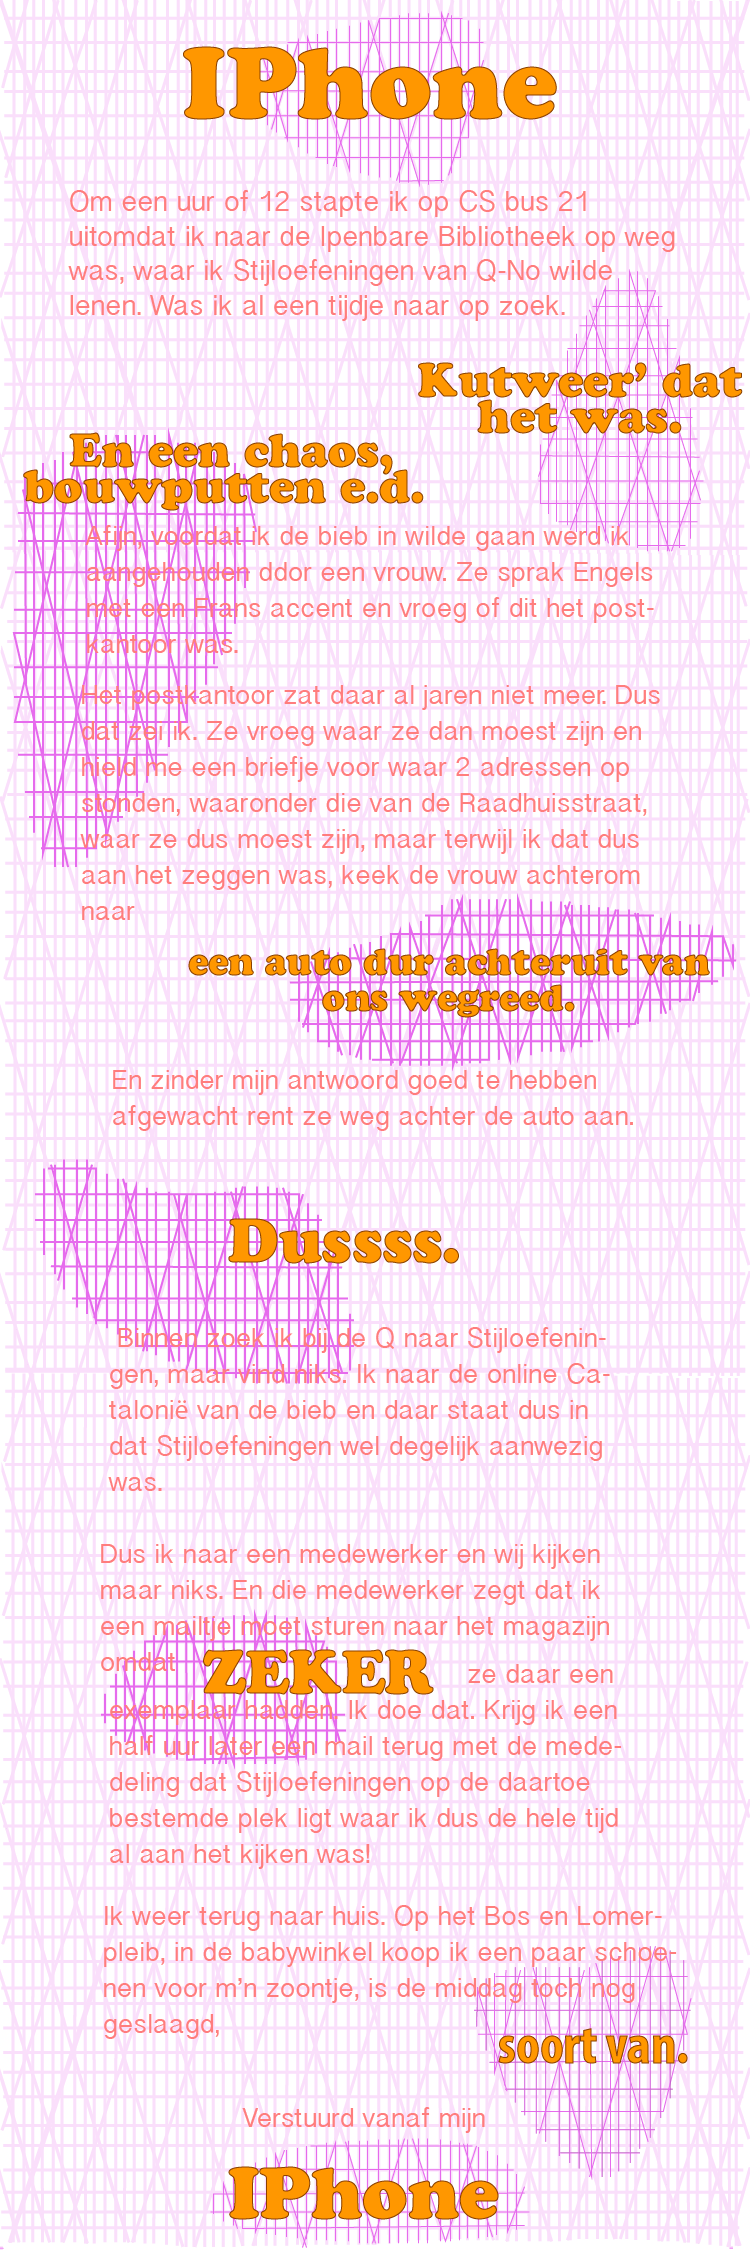 IPhone
Om een uur of 12 stapte ik op CS bus 21
uitomdat ik naar de Ipenbare Bibliotheek op weg
was, waar ik Stijloefeningen van Q-No wilde
lenen. Was ik al een tijdje naar op zoek.
Kutweer’ dat
het was.
En een chaos,
bouwputten e.d.
Afijn, voordat ik de bieb in wilde gaan werd ik
aangehouden ddor een vrouw. Ze sprak Engels
met een Frans accent en vroeg of dit het post-
kantoor was.
Het postkantoor zat daar al jaren niet meer. Dus
dat zei ik. Ze vroeg waar ze dan moest zijn en
hield me een briefje voor waar 2 adressen op
stonden, waaronder die van de Raadhuisstraat,
waar ze dus moest zijn, maar terwijl ik dat dus
aan het zeggen was, keek de vrouw achterom
naar
een auto dur achteruit van
ons wegreed.
En zinder mijn antwoord goed te hebben
afgewacht rent ze weg achter de auto aan.
Dussss.
Binnen zoek ik bij de Q naar Stijloefenin-
gen, maar vind niks. Ik naar de online Ca-
talonië van de bieb en daar staat dus in
dat Stijloefeningen wel degelijk aanwezig
was.
Dus ik naar een medewerker en wij kijken
maar niks. En die medewerker zegt dat ik
een mailtje moet sturen naar het magazijn
omdat ZEKER ze daar een
exemplaar hadden. Ik doe dat. Krijg ik een
half uur later een mail terug met de mede-
deling dat Stijloefeningen op de daartoe
bestemde plek ligt waar ik dus de hele tijd
al aan het kijken was!
Ik weer terug naar huis. Op het Bos en Lomer-
pleib, in de babywinkel koop ik een paar schoe-
nen voor m’n zoontje, is de middag toch nog
geslaagd,
soort van.
Verstuurd vanaf mijn
IPhone